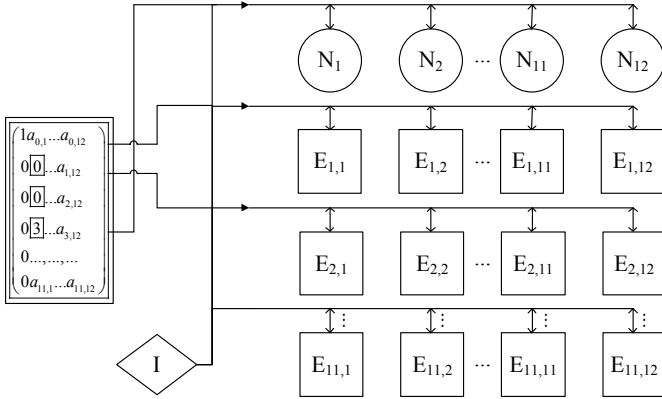 N1 N2 ... N11 N12
1a0,1...a0,12
00...a1,12
00...a2,12
03...a3,12
0...,...,...
0a11,1...a11,12
E1,1 E1,2 ... E1,11 E1,12
E2,1 E2,2 ... E2,11 E2,12
I
E11,1 E11,2 ... E11,11 E11,12